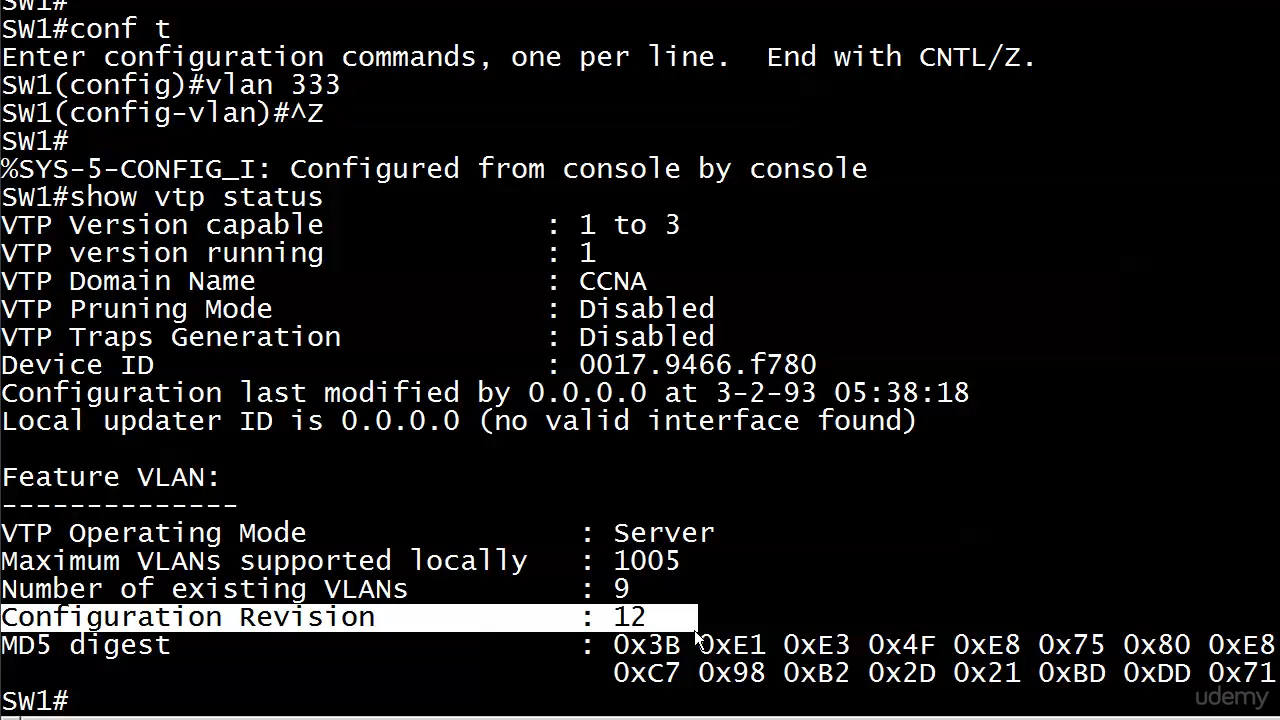 SW1#
SW1#conf t
Enter configuration commands, one per line.  End with CNTL/Z.
SW1(config)#vlan 333
SW1(config-vlan)#^Z
SW1#
%SYS-5-CONFIG_I: Configured from console by console
SW1#show vtp status
VTP Version capable             : 1 to 3
VTP version running             : 1
VTP Domain Name                 : CCNA
VTP Pruning Mode                : Disabled
VTP Traps Generation            : Disabled
Device ID                       : 0017.9466.f780
Configuration last modified by 0.0.0.0 at 3-2-93 05:38:18
Local updater ID is 0.0.0.0 (no valid interface found)
Feature VLAN:
--------------
VTP Operating Mode                : Server
Maximum VLANs supported locally   : 1005
Number of existing VLANs          : 9
Configuration Revision            : 12
MD5 digest                        : 0x3B 0xE1 0xE3 0x4F 0xE8 0x75 0x80 0xE8
                                    0xC7 0x98 0xB2 0x2D 0x21 0xBD 0xDD 0x71
SW1#
udemy